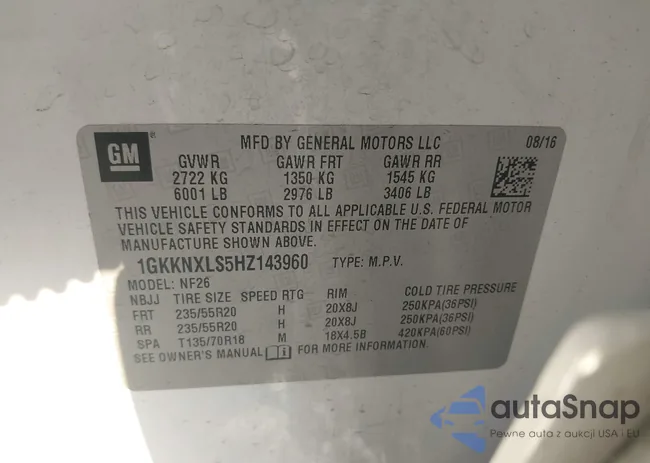 GM ®
MFD BY GENERAL MOTORS LLC 08/16
GVWR GAWR FRT GAWR RR
2722 KG 1350 KG 1545 KG
6001 LB 2976 LB 3406 LB
THIS VEHICLE CONFORMS TO ALL APPLICABLE U.S. FEDERAL MOTOR
VEHICLE SAFETY STANDARDS IN EFFECT ON THE DATE OF
MANUFACTURE SHOWN ABOVE.
1GKKNXLS5HZ143960 TYPE: M.P.V.
MODEL: NF26
NBJJ TIRE SIZE SPEED RTG RIM COLD TIRE PRESSURE
FRT 235/55R20 H 20X8J 250KPA(36PSI)
RR 235/55R20 H 20X8J 250KPA(36PSI)
SPA T135/70R18 M 18X4.5B 420KPA(60PSI)
SEE OWNER'S MANUAL FOR MORE INFORMATION.
autaSnap
Pewne auta z aukcji USA i EU